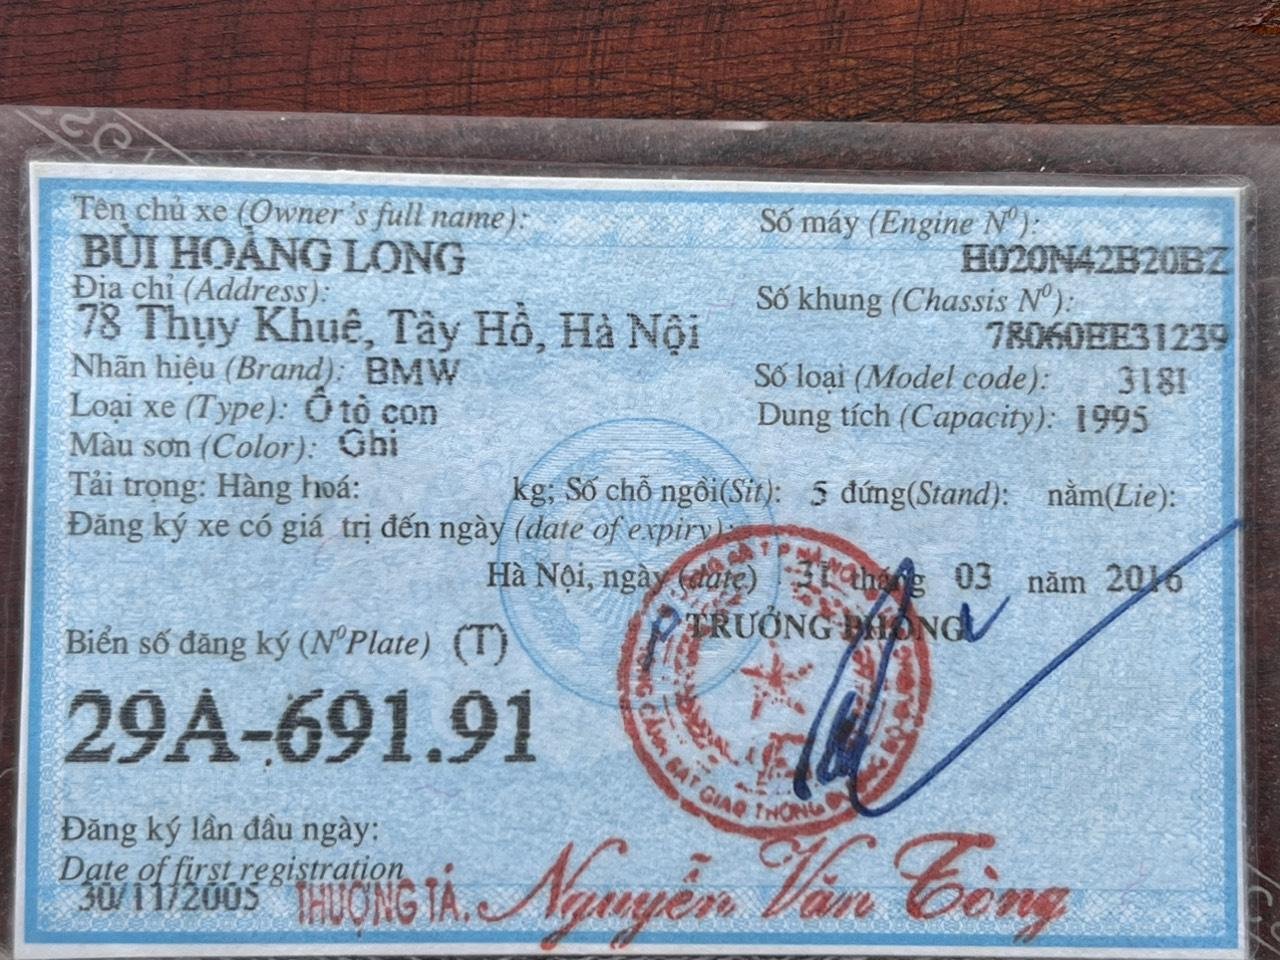 Tên chủ xe (Owner's full name):
BÙI HOÀNG LONG
Địa chỉ (Address):
78 Thụy Khuê, Tây Hồ, Hà Nội
Nhãn hiệu (Brand): BMW
Loại xe (Type): Ô tô con
Màu sơn (Color): Ghi
Số máy (Engine Nº):
H020N42B20BZ
Số khung (Chassis Nº):
78060EE31239
Số loại (Model code): 318I
Dung tích (Capacity): 1995
Tải trọng: Hàng hoá: kg; Số chỗ ngồi(Sit): 5 đứng(Stand): nằm(Lie):
Đăng ký xe có giá trị đến ngày (date of expiry):
Hà Nội, ngày (date) 31 tháng 03 năm 2016
TRƯỞNG PHÒNG
Biển số đăng ký (NºPlate) (T)
29A-691.91
Đăng ký lần đầu ngày:
Date of first registration
30/11/2005
THƯỢNG TÁ. Nguyễn Văn Tòng